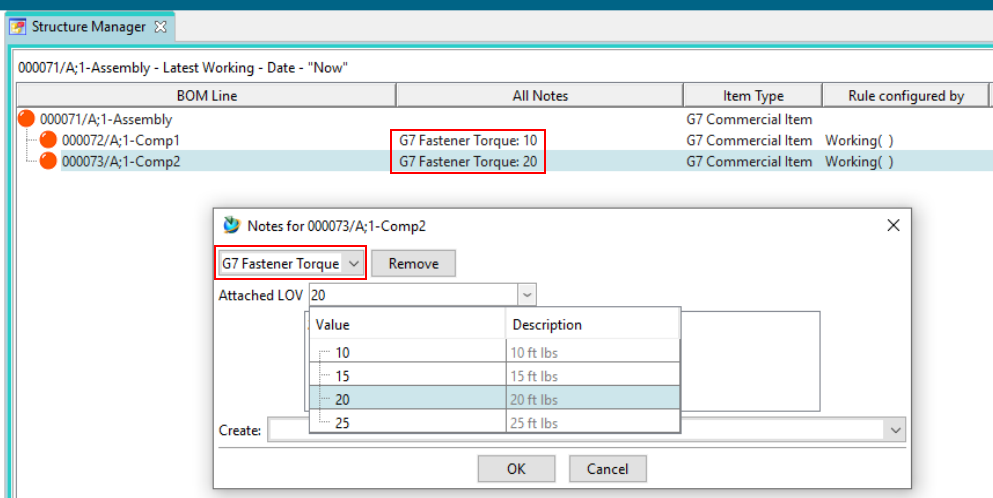 Structure Manager
000071/A;1-Assembly - Latest Working - Date - "Now"
BOM Line All Notes Item Type Rule configured by
000071/A;1-Assembly G7 Commercial Item
000072/A;1-Comp1 G7 Fastener Torque: 10 G7 Commercial Item Working( )
000073/A;1-Comp2 G7 Fastener Torque: 20 G7 Commercial Item Working( )
Notes for 000073/A;1-Comp2
G7 Fastener Torque Remove
Attached LOV 20
Value Description
10 10 ft lbs
15 15 ft lbs
20 20 ft lbs
25 25 ft lbs
Create:
OK Cancel